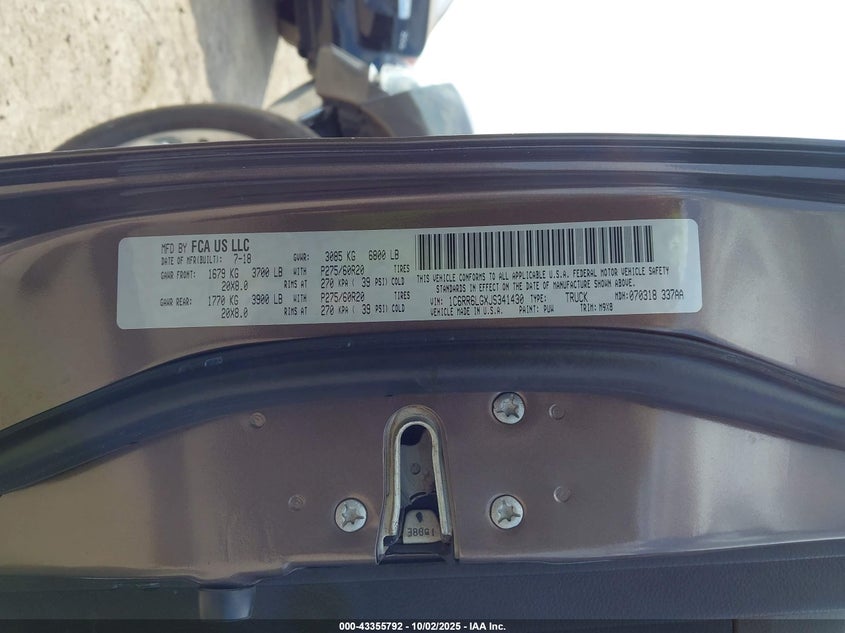 MFD BY FCA US LLC
DATE OF MFR(BUILT): 7-18 GVWR: 3085 KG 6800 LB
GAWR FRONT: 1679 KG 3700 LB WITH P275/60R20 TIRES
20X8.0 RIMS AT 270 KPA ( 39 PSI) COLD
GAWR REAR: 1770 KG 3900 LB WITH P275/60R20 TIRES
20X8.0 RIMS AT 270 KPA ( 39 PSI) COLD
THIS VEHICLE CONFORMS TO ALL APPLICABLE U.S.A. FEDERAL MOTOR VEHICLE SAFETY
STANDARDS IN EFFECT ON THE DATE OF MANUFACTURE SHOWN ABOVE.
VIN: 1C6RR6LGXJS341430 TYPE: TRUCK MDH: 070318 337AA
VEHICLE MADE IN U.S.A. PAINT: PUW TRIM: M9X8
38801
000-43355792 - 10/02/2025 - IAA Inc.